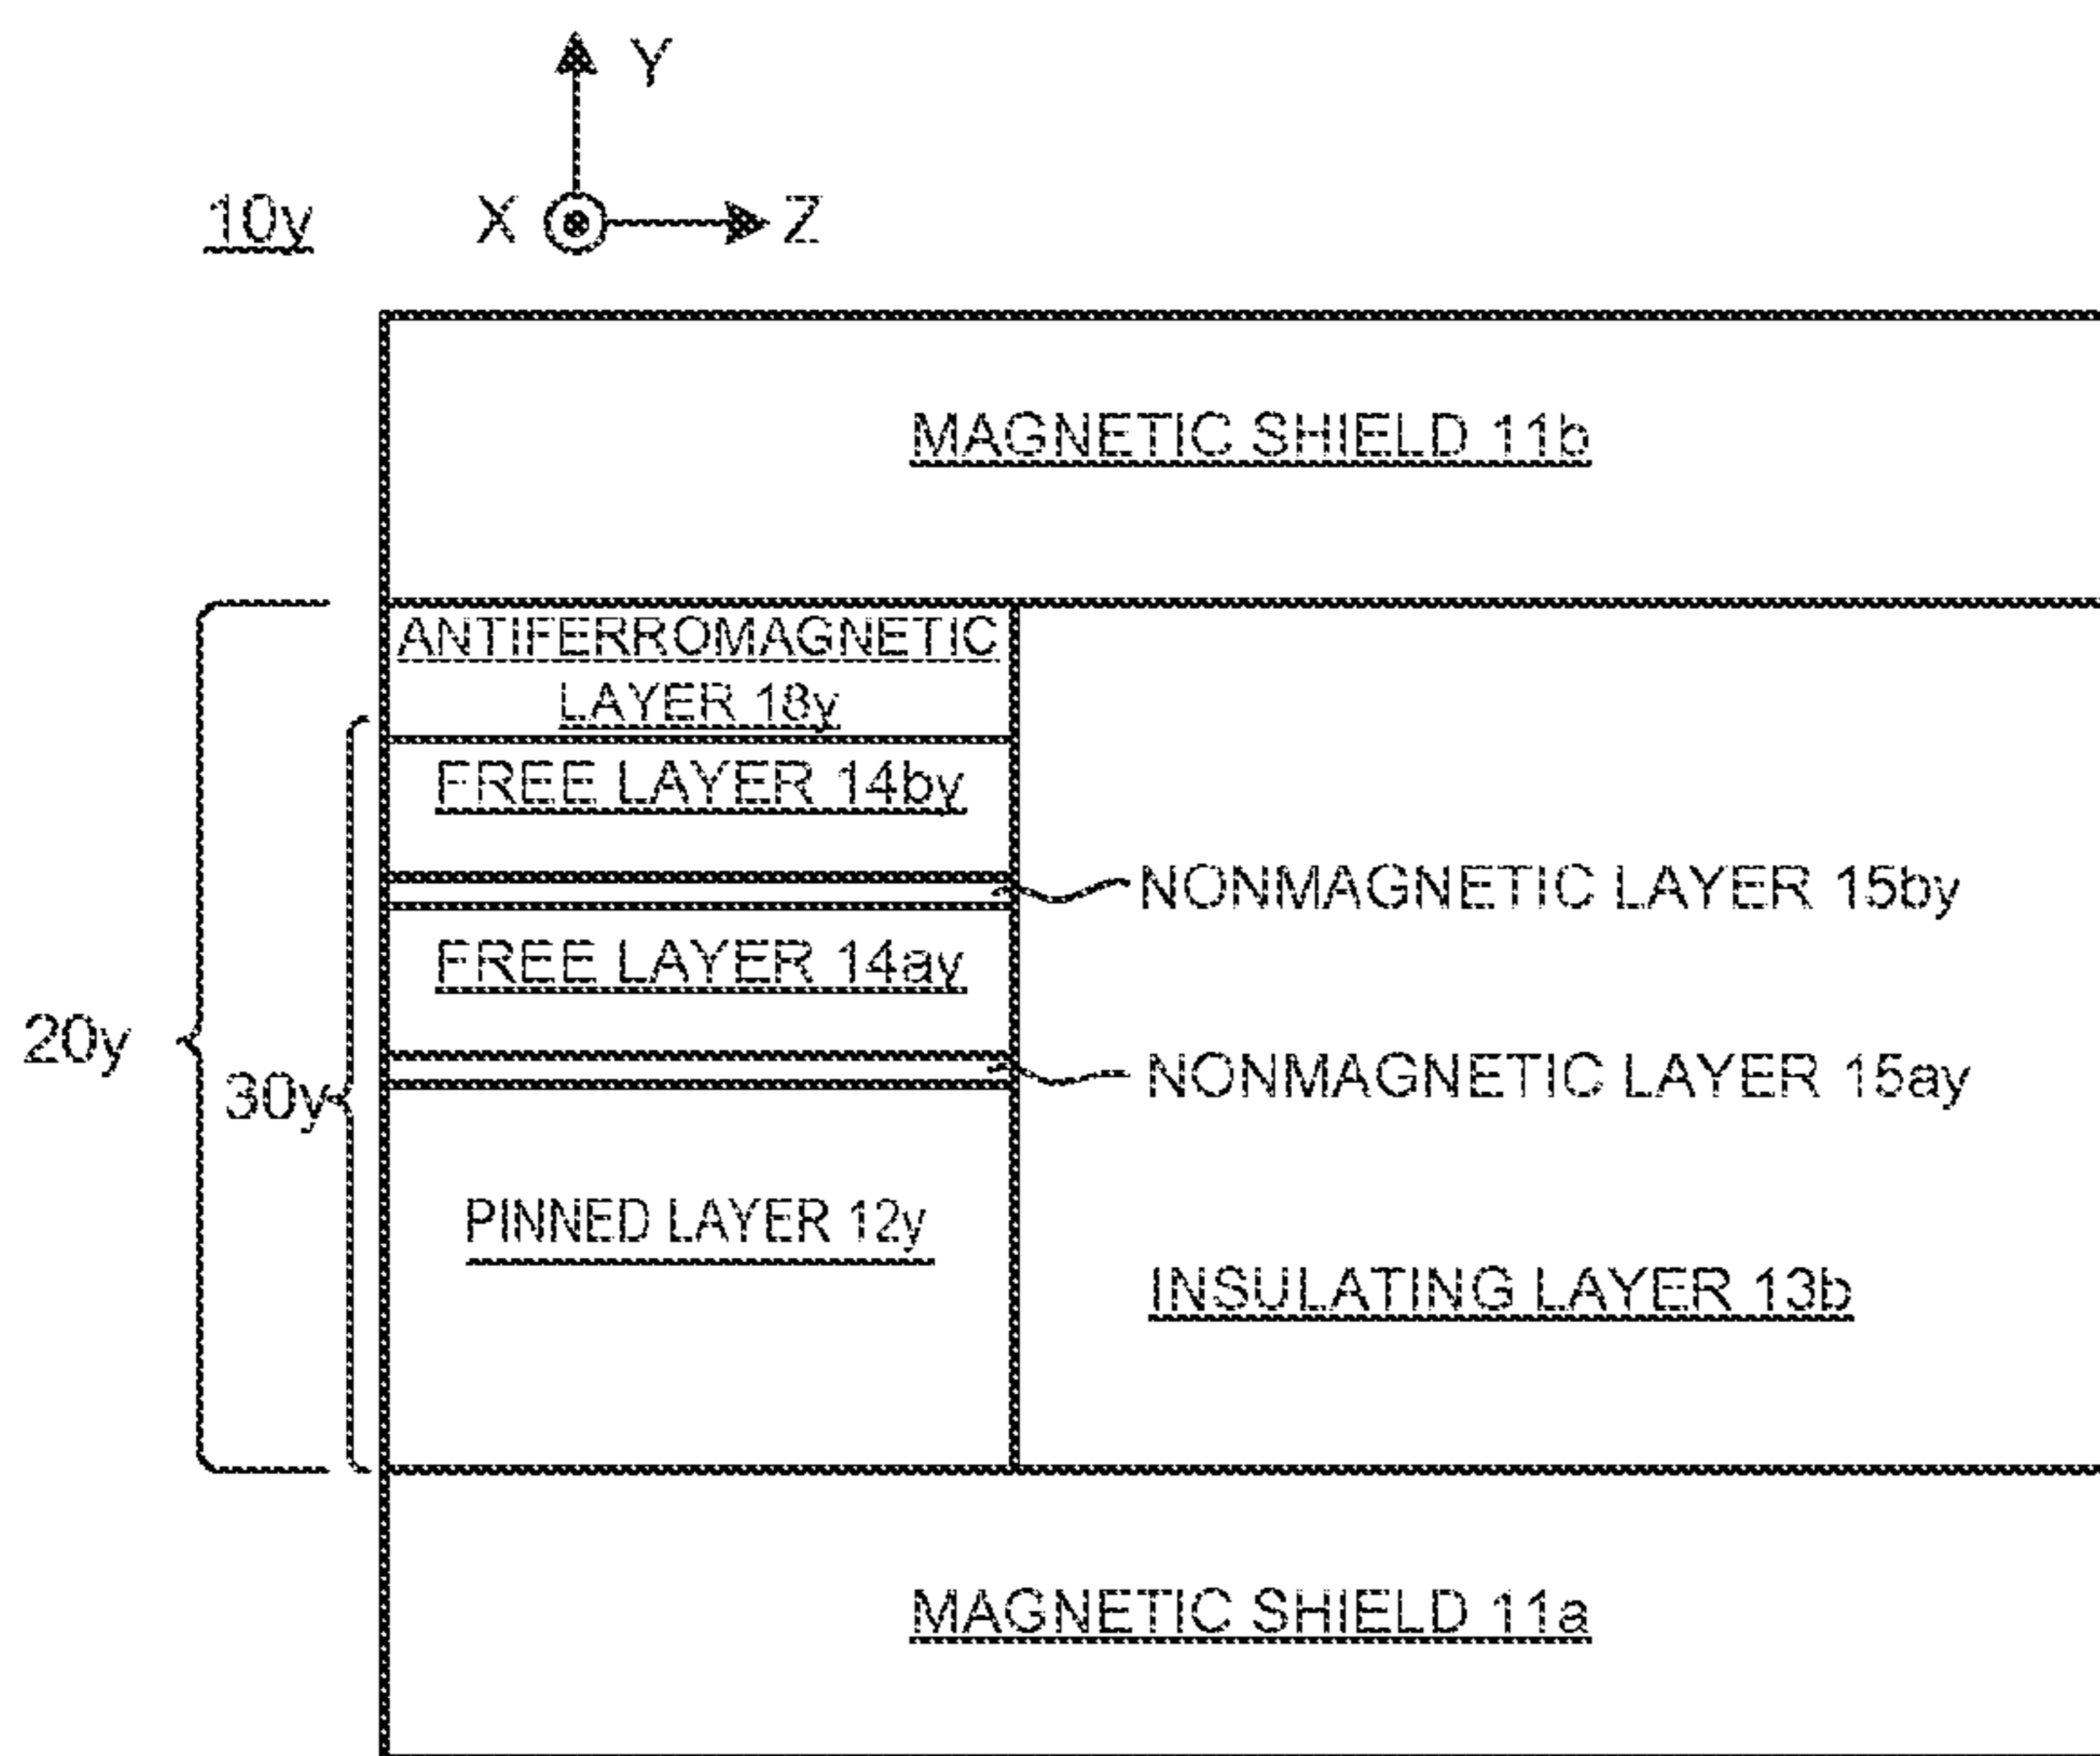 Y
10y
X
Z
MAGNETIC SHIELD 11b
ANTIFERROMAGNETIC
LAYER 18y
FREE LAYER 14by
NONMAGNETIC LAYER 15by
FREE LAYER 14ay
20y
30y
NONMAGNETIC LAYER 15ay
PINNED LAYER 12y
INSULATING LAYER 13b
MAGNETIC SHIELD 11a